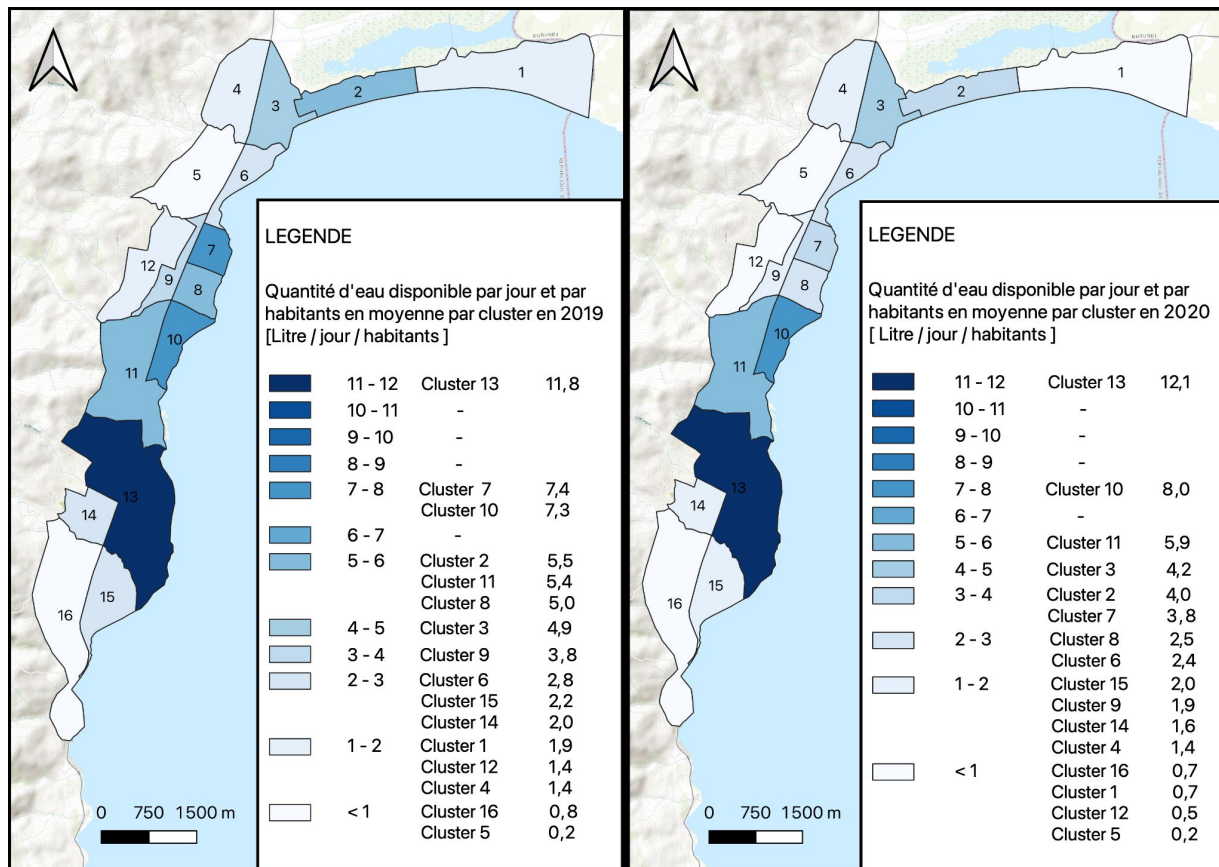 4
3
2
1
5
6
7
12
9
8
10
11
13
14
15
16
BURUNDI
LEGENDE
Quantité d'eau disponible par jour et par
habitants en moyenne par cluster en 2019
[Litre / jour / habitants ]
11 - 12 Cluster 13 11,8
10 - 11 -
9 - 10 -
8 - 9 -
7 - 8 Cluster 7 7,4
Cluster 10 7,3
6 - 7 -
5 - 6 Cluster 2 5,5
Cluster 11 5,4
Cluster 8 5,0
4 - 5 Cluster 3 4,9
3 - 4 Cluster 9 3,8
2 - 3 Cluster 6 2,8
Cluster 15 2,2
Cluster 14 2,0
1 - 2 Cluster 1 1,9
Cluster 12 1,4
Cluster 4 1,4
< 1 Cluster 16 0,8
Cluster 5 0,2
0 750 1 500 m
4
3
2
1
5
6
7
12
9
8
10
11
13
14
15
16
BURUNDI
LEGENDE
Quantité d'eau disponible par jour et par
habitants en moyenne par cluster en 2020
[ Litre / jour / habitants ]
11 - 12 Cluster 13 12,1
10 - 11 -
9 - 10 -
8 - 9 -
7 - 8 Cluster 10 8,0
6 - 7 -
5 - 6 Cluster 11 5,9
4 - 5 Cluster 3 4,2
3 - 4 Cluster 2 4,0
Cluster 7 3,8
2 - 3 Cluster 8 2,5
Cluster 6 2,4
1 - 2 Cluster 15 2,0
Cluster 9 1,9
Cluster 14 1,6
Cluster 4 1,4
< 1 Cluster 16 0,7
Cluster 1 0,7
Cluster 12 0,5
Cluster 5 0,2
0 750 1 500 m